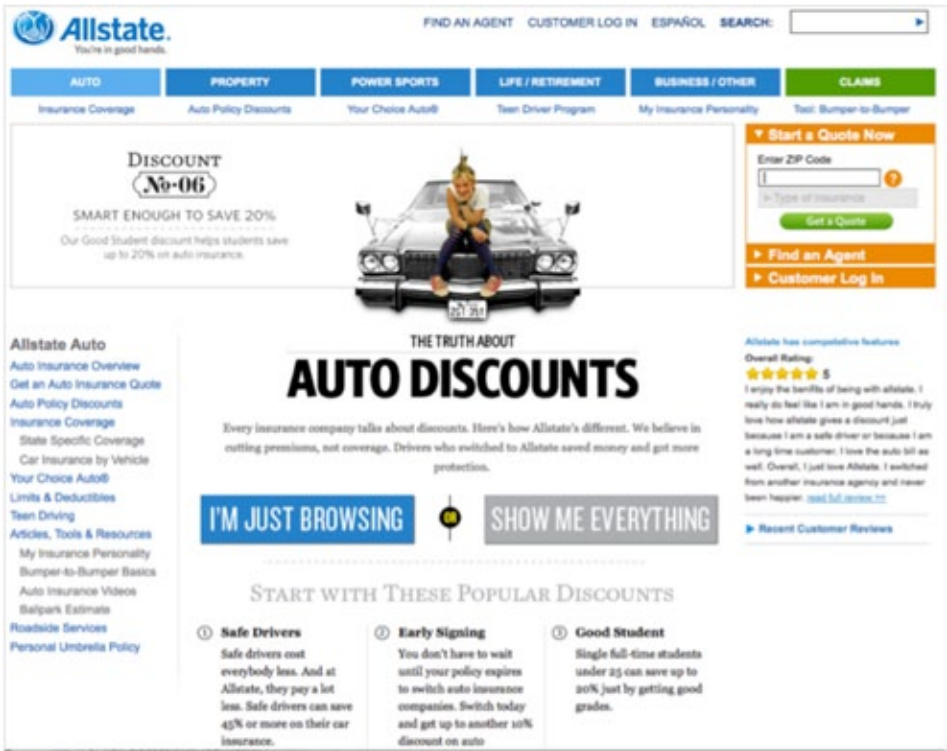 Allstate.
You're in good hands.
FIND AN AGENT CUSTOMER LOG IN ESPAÑOL SEARCH:
AUTO PROPERTY POWER SPORTS LIFE / RETIREMENT BUSINESS / OTHER CLAIMS
Insurance Coverage Auto Policy Discounts Your Choice Auto® Teen Driver Program My Insurance Personality Tool: Bumper-to-Bumper
DISCOUNT
No·06
SMART ENOUGH TO SAVE 20%
Our Good Student discount helps students save
up to 20% on auto insurance.
Start a Quote Now
Enter ZIP Code
?
Type of Insurance
Get a Quote
Find an Agent
Customer Log In
Allstate Auto
Auto Insurance Overview
Get an Auto Insurance Quote
Auto Policy Discounts
Insurance Coverage
State Specific Coverage
Car Insurance by Vehicle
Your Choice Auto®
Limits & Deductibles
Teen Driving
Articles, Tools & Resources
My Insurance Personality
Bumper-to-Bumper Basics
Auto Insurance Videos
Ballpark Estimate
Roadside Services
Personal Umbrella Policy
THE TRUTH ABOUT
AUTO DISCOUNTS
Every insurance company talks about discounts. Here's how Allstate's different. We believe in
cutting premiums, not coverage. Drivers who switched to Allstate saved money and got more
protection.
I'M JUST BROWSING OR SHOW ME EVERYTHING
START WITH THESE POPULAR DISCOUNTS
1 Safe Drivers
Safe drivers cost
everybody less. And at
Allstate, they pay a lot
less. Safe drivers can save
45% or more on their car
insurance.
2 Early Signing
You don't have to wait
until your policy expires
to switch auto insurance
companies. Switch today
and get up to another 10%
discount on auto
3 Good Student
Single full-time students
under 25 can save up to
20% just by getting good
grades.
Allstate has competetive features
Overall Rating:
5
I enjoy the benifits of being with allstate. I
really do feel like I am in good hands. I truly
love how allstate gives a discount just
because I am a safe driver or because I am
a long time customer. I love the auto bill as
well. Overall, I just love Allstate. I switched
from another insurance agency and never
been happier. read full review >>
Recent Customer Reviews